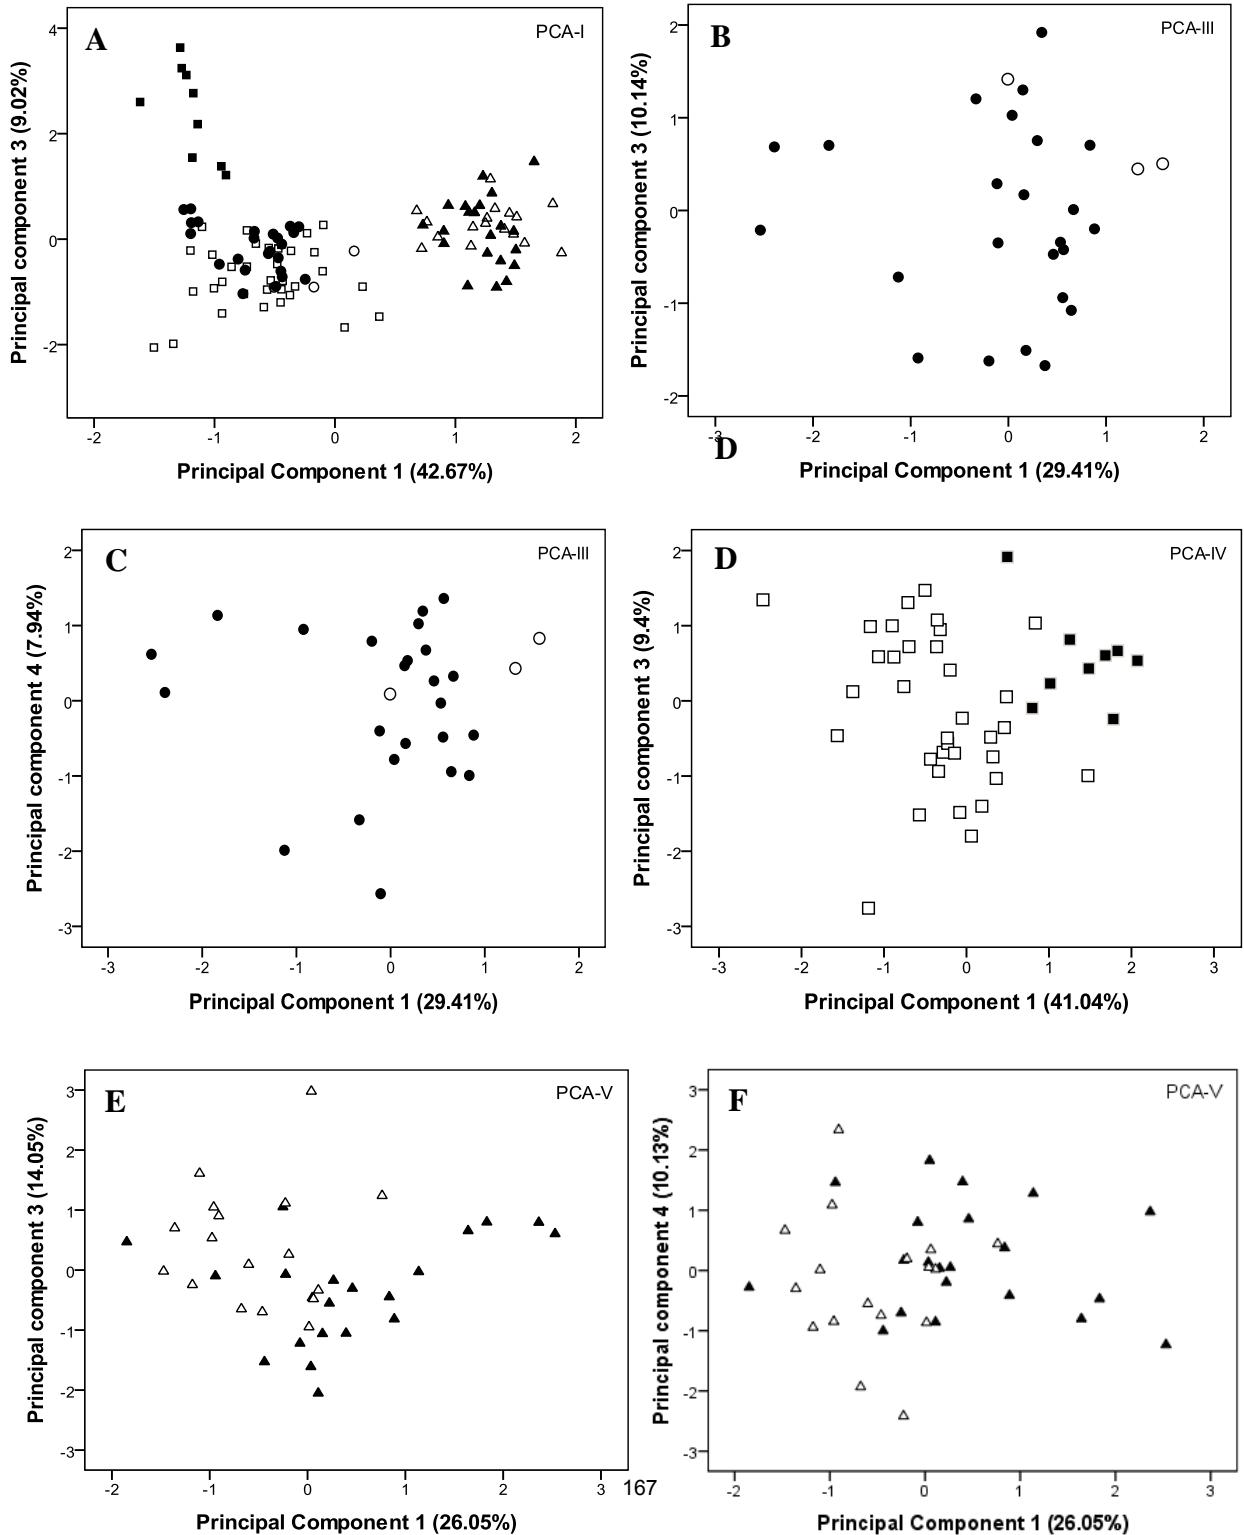 A
PCA-I
4
2
0
-2
Principal component 3 (9.02%)
-2 -1 0 1 2
Principal Component 1 (42.67%)
B
PCA-III
2
1
0
-1
-2
Principal component 3 (10.14%)
-3 -2 -1 0 1 2
D
Principal Component 1 (29.41%)
C
PCA-III
2
1
0
-1
-2
-3
Principal component 4 (7.94%)
-3 -2 -1 0 1 2
Principal Component 1 (29.41%)
D
PCA-IV
2
1
0
-1
-2
-3
Principal component 3 (9.4%)
-3 -2 -1 0 1 2 3
Principal Component 1 (41.04%)
E
PCA-V
3
2
1
0
-1
-2
-3
Principal component 3 (14.05%)
-2 -1 0 1 2 3
Principal Component 1 (26.05%)
167
F
PCA-V
3
2
1
0
-1
-2
-3
Principal component 4 (10.13%)
-2 -1 0 1 2 3
Principal Component 1 (26.05%)